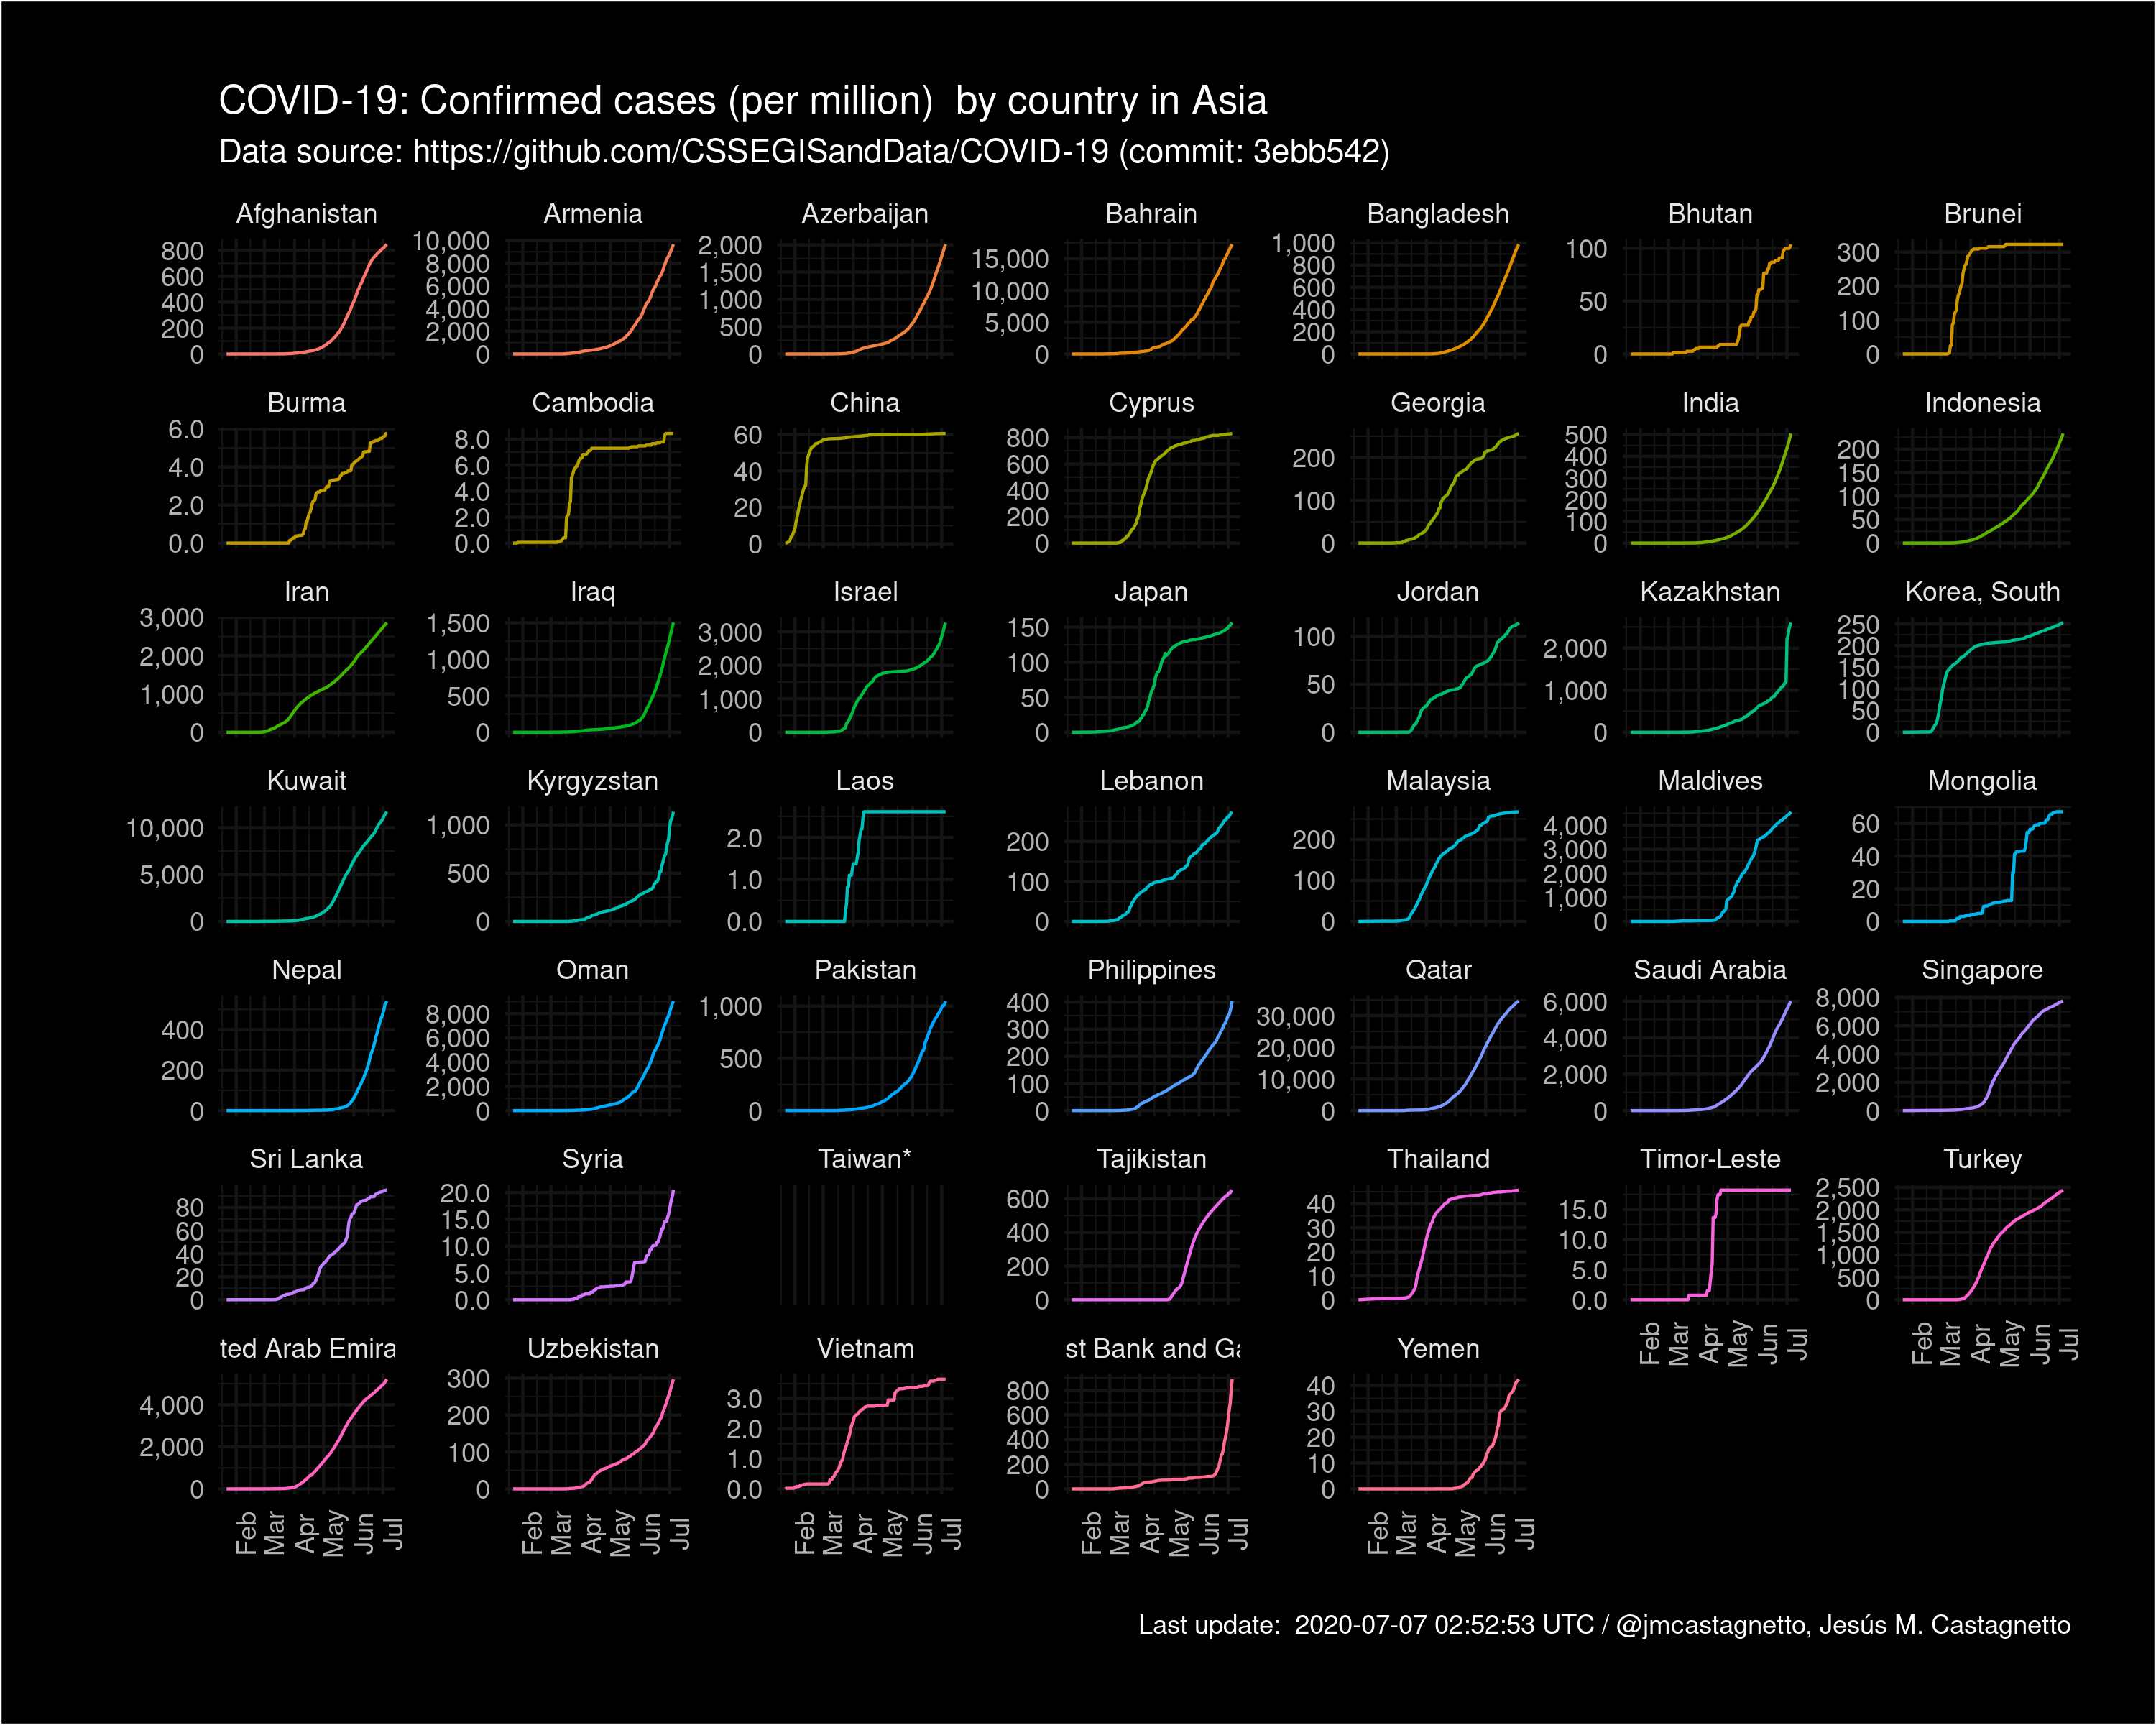 COVID-19: Confirmed cases (per million)  by country in Asia
Data source: https://github.com/CSSEGISandData/COVID-19 (commit: 3ebb542)
Afghanistan Armenia Azerbaijan Bahrain Bangladesh Bhutan Brunei
800 600 400 200 0
10,000 8,000 6,000 4,000 2,000 0
2,000 1,500 1,000 500 0
15,000 10,000 5,000 0
1,000 800 600 400 200 0
100 50 0
300 200 100 0
Burma Cambodia China Cyprus Georgia India Indonesia
6.0 4.0 2.0 0.0
8.0 6.0 4.0 2.0 0.0
60 40 20 0
800 600 400 200 0
200 100 0
500 400 300 200 100 0
200 150 100 50 0
Iran Iraq Israel Japan Jordan Kazakhstan Korea, South
3,000 2,000 1,000 0
1,500 1,000 500 0
3,000 2,000 1,000 0
150 100 50 0
100 50 0
2,000 1,000 0
250 200 150 100 50 0
Kuwait Kyrgyzstan Laos Lebanon Malaysia Maldives Mongolia
10,000 5,000 0
1,000 500 0
2.0 1.0 0.0
200 100 0
200 100 0
4,000 3,000 2,000 1,000 0
60 40 20 0
Nepal Oman Pakistan Philippines Qatar Saudi Arabia Singapore
400 200 0
8,000 6,000 4,000 2,000 0
1,000 500 0
400 300 200 100 0
30,000 20,000 10,000 0
6,000 4,000 2,000 0
8,000 6,000 4,000 2,000 0
Sri Lanka Syria Taiwan* Tajikistan Thailand Timor-Leste Turkey
80 60 40 20 0
20.0 15.0 10.0 5.0 0.0
600 400 200 0
40 30 20 10 0
15.0 10.0 5.0 0.0
2,500 2,000 1,500 1,000 500 0
Feb Mar Apr May Jun Jul
Feb Mar Apr May Jun Jul
ted Arab Emira Uzbekistan Vietnam st Bank and Ga Yemen
4,000 2,000 0
300 200 100 0
3.0 2.0 1.0 0.0
800 600 400 200 0
40 30 20 10 0
Feb Mar Apr May Jun Jul
Feb Mar Apr May Jun Jul
Feb Mar Apr May Jun Jul
Feb Mar Apr May Jun Jul
Feb Mar Apr May Jun Jul
Last update:  2020-07-07 02:52:53 UTC / @jmcastagnetto, Jesús M. Castagnetto